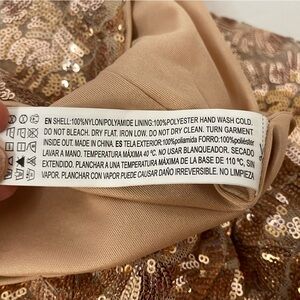 EN SHELL:100%NYLON/POLYAMIDE LINING:100%POLYESTER HAND WASH COLD.
DO NOT BLEACH. DRY FLAT. IRON LOW. DO NOT DRY CLEAN. TURN GARMENT
INSIDE OUT. MADE IN CHINA. ES TELA EXTERIOR:100%poliamida FORRO:100%poliéster
LAVAR A MANO. TEMPERATURA MÁXIMA 40 ºC. NO USAR BLANQUEADOR. SECADO
EXTENDIDO. PLANCHAR A UNA TEMPERATURA MÁXIMA DE LA BASE DE 110 ºC, SIN
VAPOR. PLANCHAR CON VAPOR PUEDE CAUSAR DAÑO IRREVERSIBLE. NO LIMPIEZA